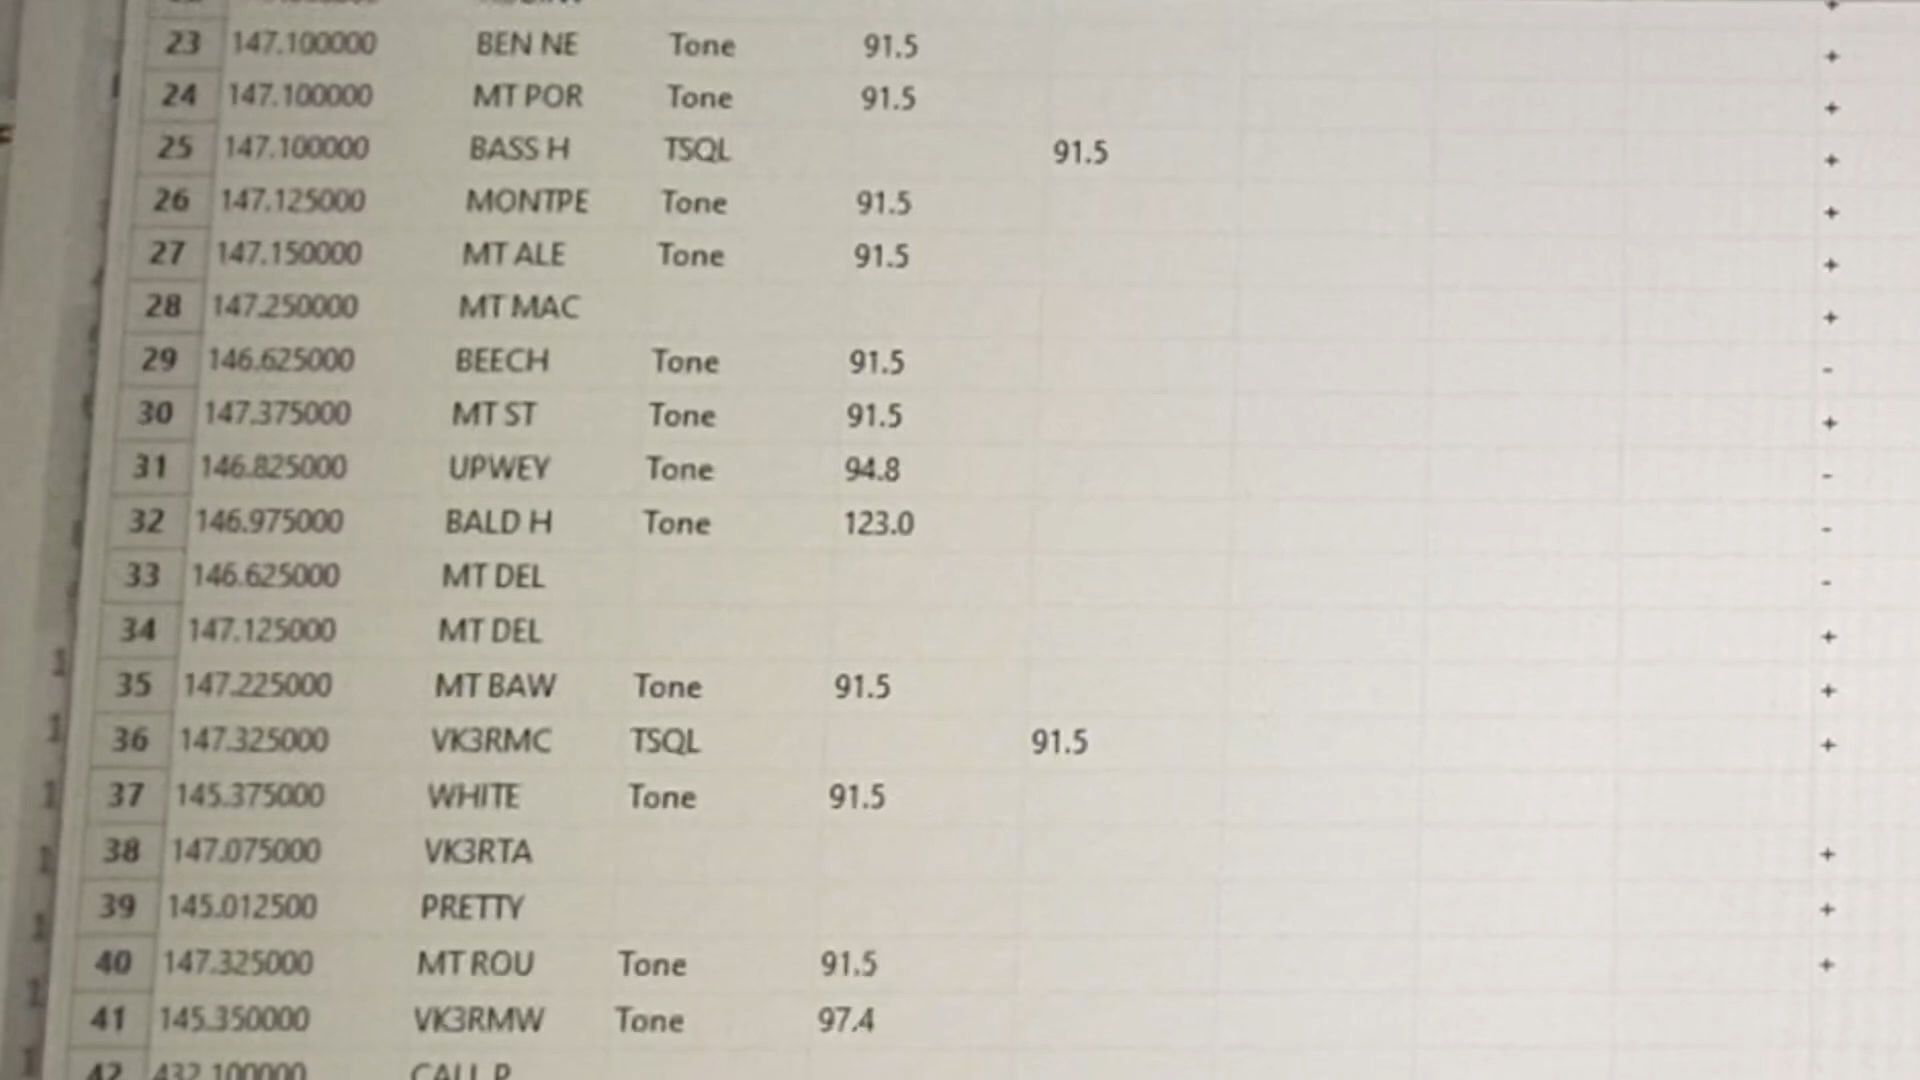 23 147.100000 BEN NE Tone 91.5 +
24 147.100000 MT POR Tone 91.5 +
25 147.100000 BASS H TSQL 91.5 +
26 147.125000 MONTPE Tone 91.5 +
27 147.150000 MT ALE Tone 91.5 +
28 147.250000 MT MAC +
29 146.625000 BEECH Tone 91.5 -
30 147.375000 MT ST Tone 91.5 +
31 146.825000 UPWEY Tone 94.8 -
32 146.975000 BALD H Tone 123.0 -
33 146.625000 MT DEL -
34 147.125000 MT DEL +
35 147.225000 MT BAW Tone 91.5 +
36 147.325000 VK3RMC TSQL 91.5 +
37 145.375000 WHITE Tone 91.5
38 147.075000 VK3RTA +
39 145.012500 PRETTY +
40 147.325000 MT ROU Tone 91.5 +
41 145.350000 VK3RMW Tone 97.4
42 432.100000 CALL